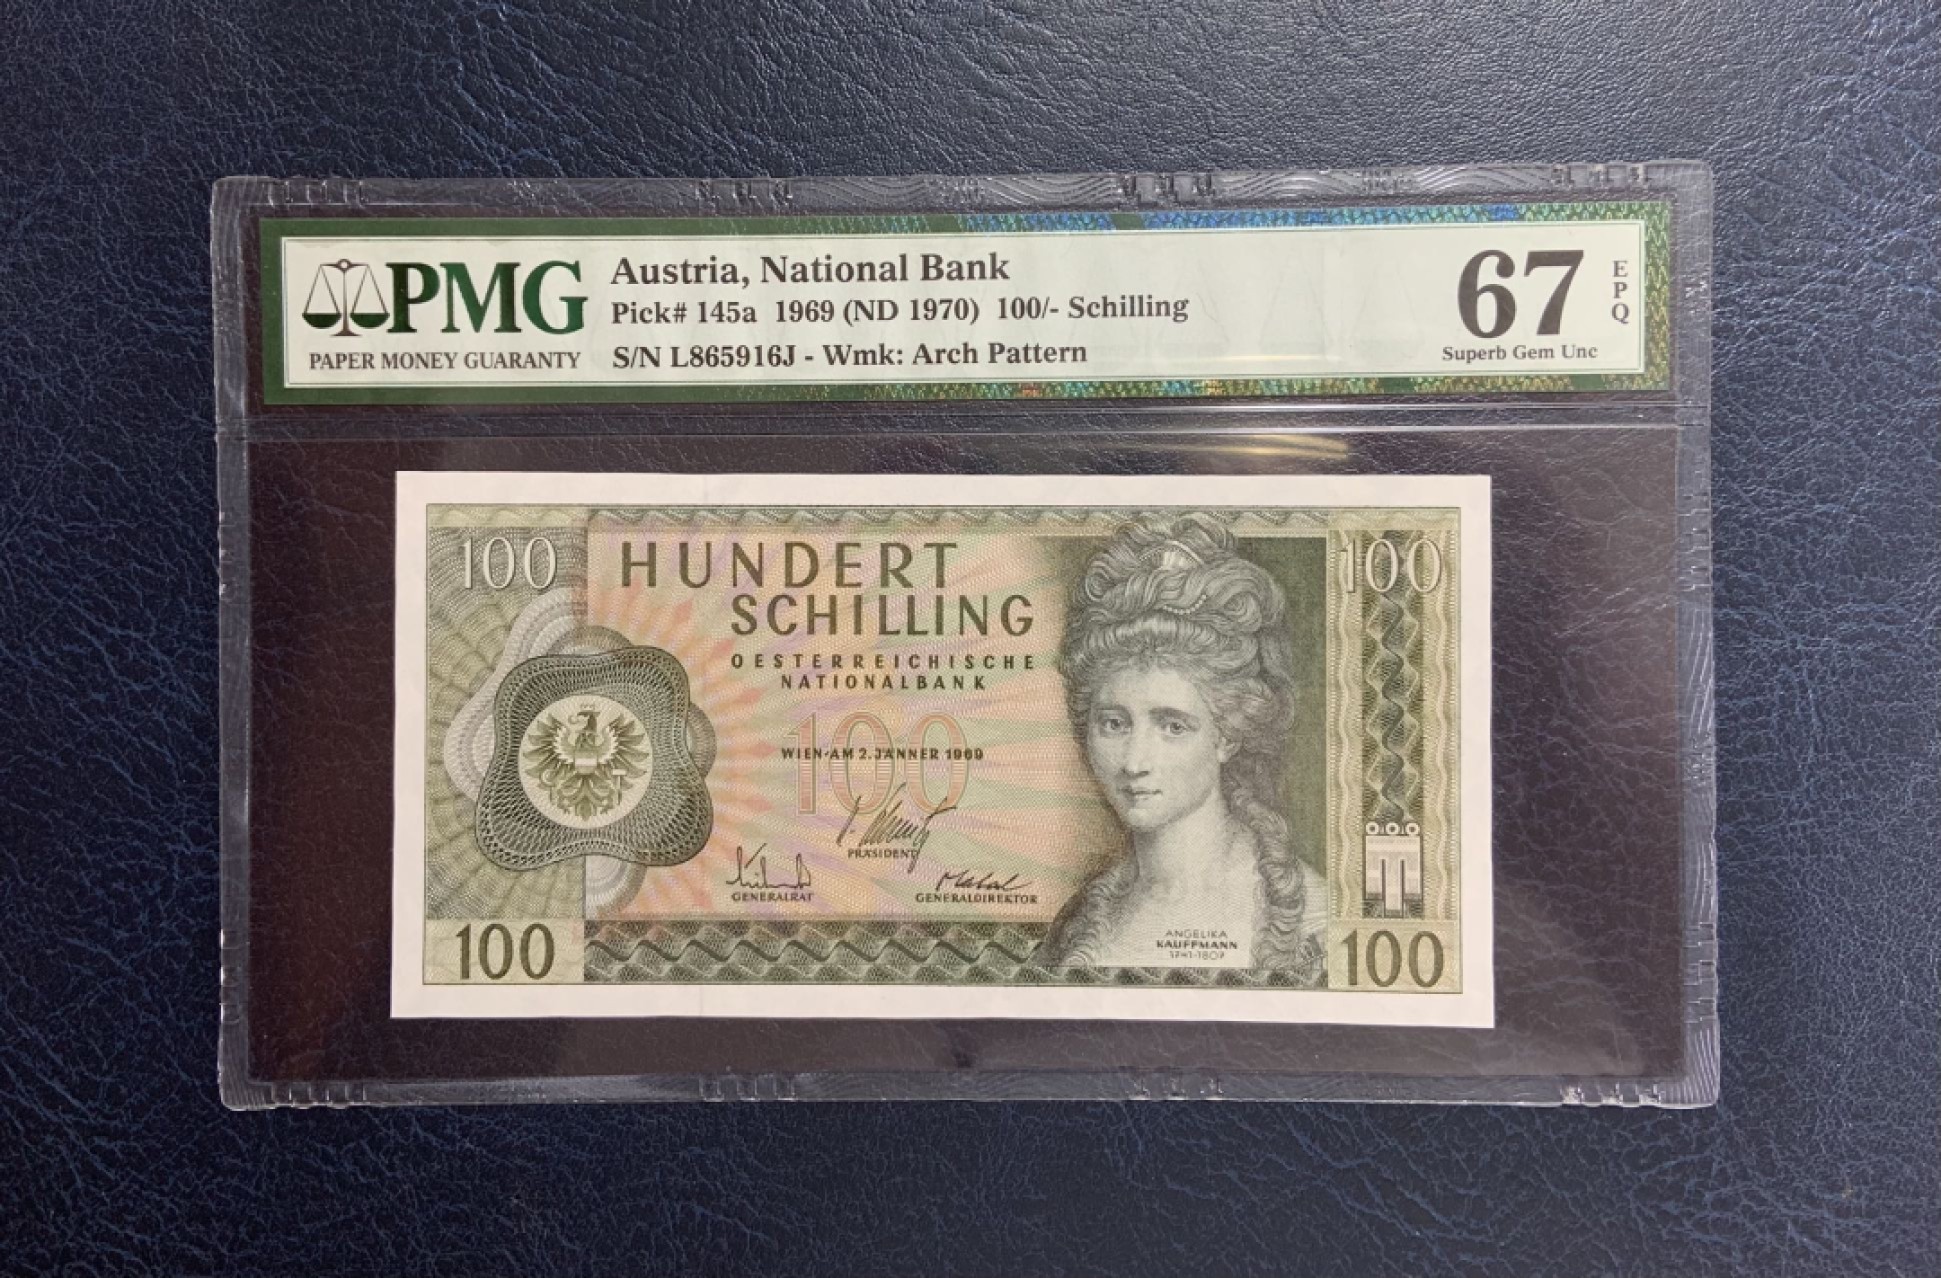 PMG
PAPER MONEY GUARANTY
Austria, National Bank
Pick# 145a 1969 (ND 1970) 100/- Schilling
S/N L865916J - Wmk: Arch Pattern
67
EPQ
Superb Gem Unc
100
HUNDERT
SCHILLING
100
OESTERREICHISCHE
NATIONALBANK
100
WIEN·AM 2.JÄNNER 1969
PRÄSIDENT
GENERALRAT
GENERALDIREKTOR
ANGELIKA
KAUFFMANN
1741-1807
100
100